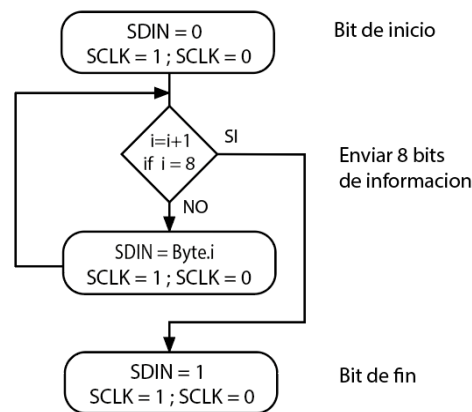 SDIN = 0
SCLK = 1 ; SCLK = 0
Bit de inicio
i=i+1
if i = 8
SI
Enviar 8 bits
de informacion
NO
SDIN = Byte.i
SCLK = 1 ; SCLK = 0
SDIN = 1
SCLK = 1 ; SCLK = 0
Bit de fin